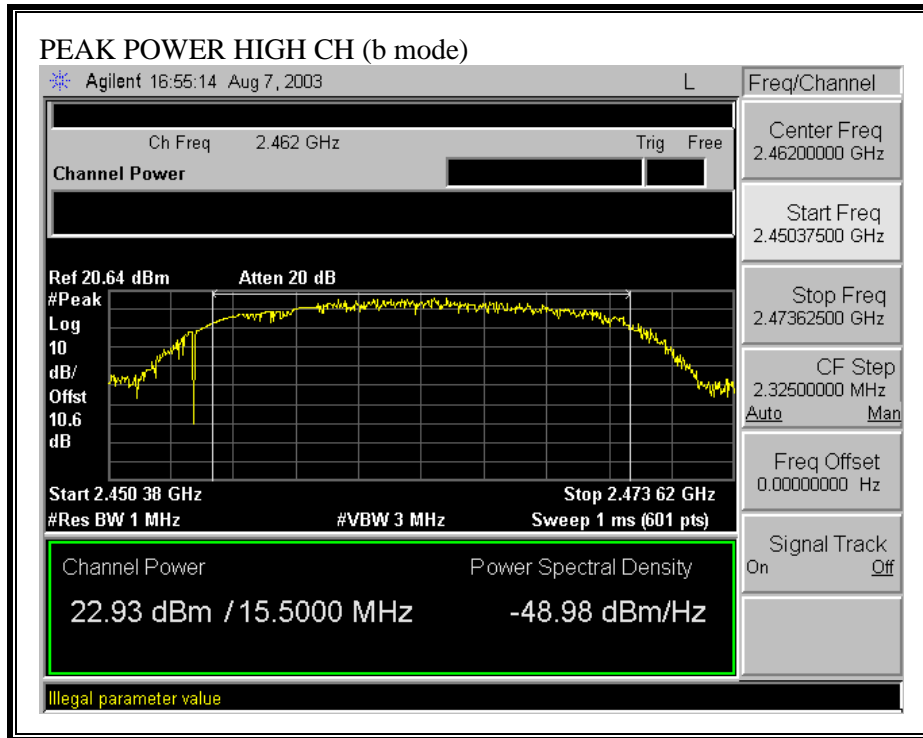 PEAK POWER HIGH CH (b mode)
Agilent 16:55:14 Aug 7, 2003 L
Freq/Channel
Ch Freq 2.462 GHz Trig Free
Channel Power
Center Freq
2.46200000 GHz
Start Freq
2.45037500 GHz
Stop Freq
2.47362500 GHz
CF Step
2.32500000 MHz
Auto Man
Freq Offset
0.00000000 Hz
Signal Track
On Off
Ref 20.64 dBm Atten 20 dB
#Peak
Log
10
dB/
Offst
10.6
dB
Start 2.450 38 GHz Stop 2.473 62 GHz
#Res BW 1 MHz #VBW 3 MHz Sweep 1 ms (601 pts)
Channel Power Power Spectral Density
22.93 dBm / 15.5000 MHz -48.98 dBm/Hz
Illegal parameter value